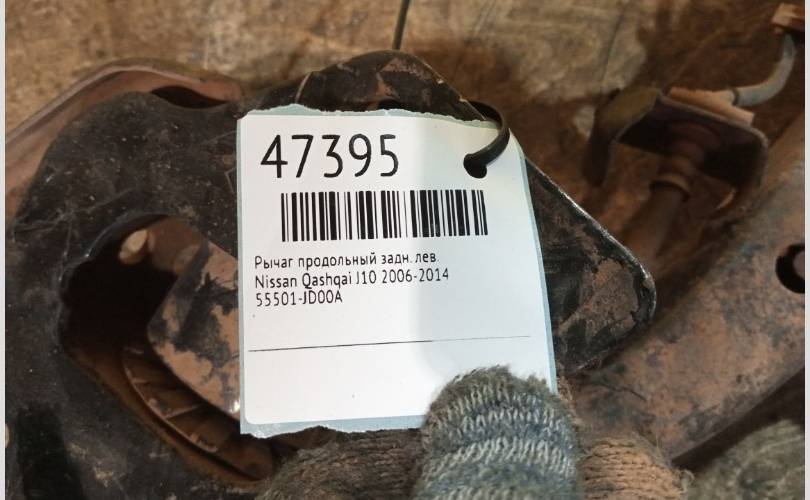 47395
Рычаг продольный задн. лев.
Nissan Qashqai J10 2006-2014
55501-JD00A